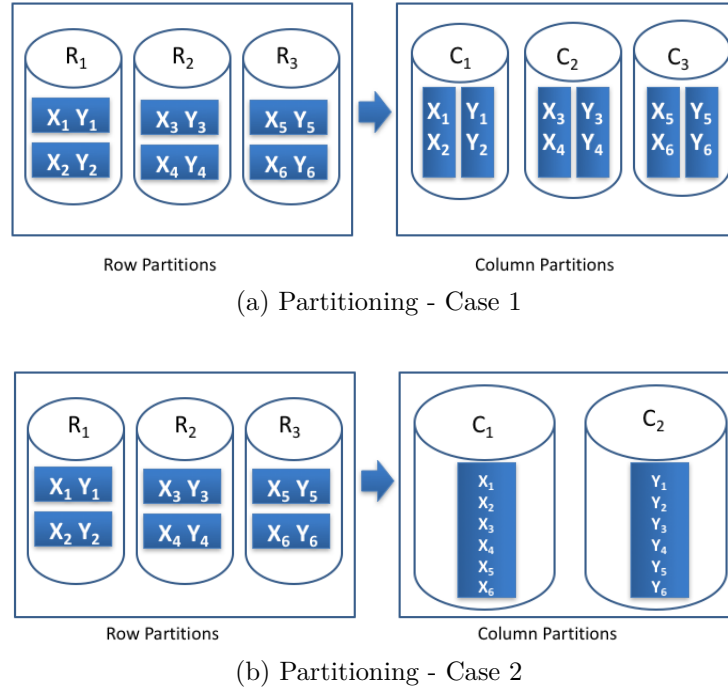 R₁ R₂ R₃ C₁ C₂ C₃
X₁ Y₁ X₃ Y₃ X₅ Y₅ X₁ Y₁ X₃ Y₃ X₅ Y₅
X₂ Y₂ X₄ Y₄ X₆ Y₆ X₂ Y₂ X₄ Y₄ X₆ Y₆
Row Partitions Column Partitions
(a) Partitioning - Case 1
R₁ R₂ R₃ C₁ C₂
X₁ Y₁ X₃ Y₃ X₅ Y₅
X₂ Y₂ X₄ Y₄ X₆ Y₆
X₁ Y₁
X₂ Y₂
X₃ Y₃
X₄ Y₄
X₅ Y₅
X₆ Y₆
Row Partitions Column Partitions
(b) Partitioning - Case 2